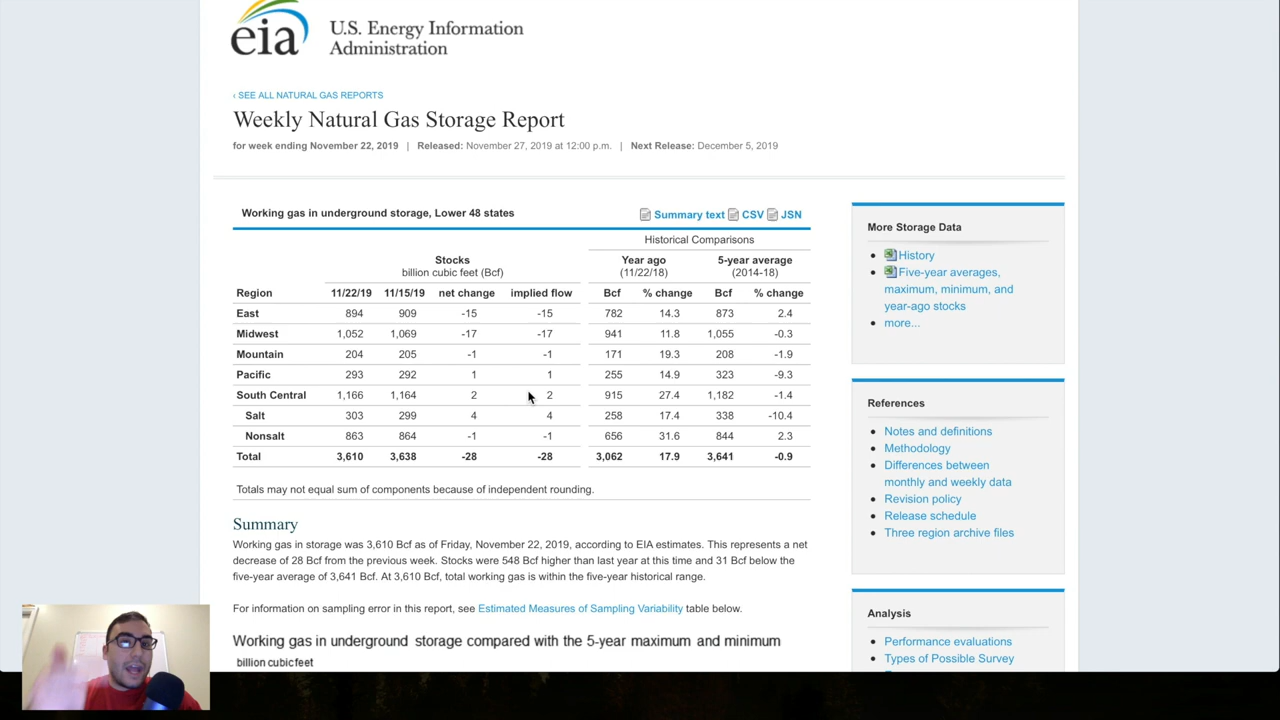 eia
U.S. Energy Information
Administration
‹ SEE ALL NATURAL GAS REPORTS
Weekly Natural Gas Storage Report
for week ending November 22, 2019 | Released: November 27, 2019 at 12:00 p.m. | Next Release: December 5, 2019
Working gas in underground storage, Lower 48 states
Summary text CSV JSN
Historical Comparisons
Stocks
billion cubic feet (Bcf)
Year ago
(11/22/18)
5-year average
(2014-18)
Region 11/22/19 11/15/19 net change implied flow Bcf % change Bcf % change
East 894 909 -15 -15 782 14.3 873 2.4
Midwest 1,052 1,069 -17 -17 941 11.8 1,055 -0.3
Mountain 204 205 -1 -1 171 19.3 208 -1.9
Pacific 293 292 1 1 255 14.9 323 -9.3
South Central 1,166 1,164 2 2 915 27.4 1,182 -1.4
Salt 303 299 4 4 258 17.4 338 -10.4
Nonsalt 863 864 -1 -1 656 31.6 844 2.3
Total 3,610 3,638 -28 -28 3,062 17.9 3,641 -0.9
Totals may not equal sum of components because of independent rounding.
Summary
Working gas in storage was 3,610 Bcf as of Friday, November 22, 2019, according to EIA estimates. This represents a net
decrease of 28 Bcf from the previous week. Stocks were 548 Bcf higher than last year at this time and 31 Bcf below the
five-year average of 3,641 Bcf. At 3,610 Bcf, total working gas is within the five-year historical range.
For information on sampling error in this report, see Estimated Measures of Sampling Variability table below.
Working gas in underground storage compared with the 5-year maximum and minimum
billion cubic feet
More Storage Data
History
Five-year averages,
maximum, minimum, and
year-ago stocks
more...
References
Notes and definitions
Methodology
Differences between
monthly and weekly data
Revision policy
Release schedule
Three region archive files
Analysis
Performance evaluations
Types of Possible Survey